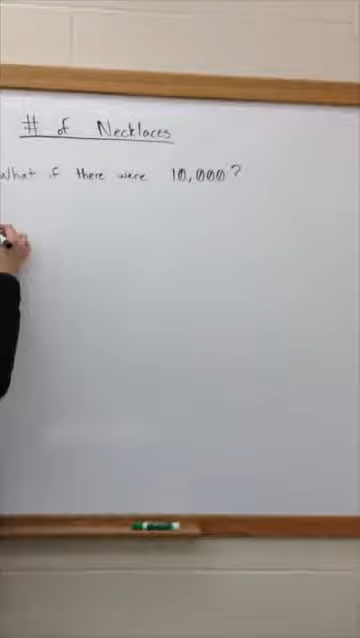 # of Necklaces
What if there were 10,000?